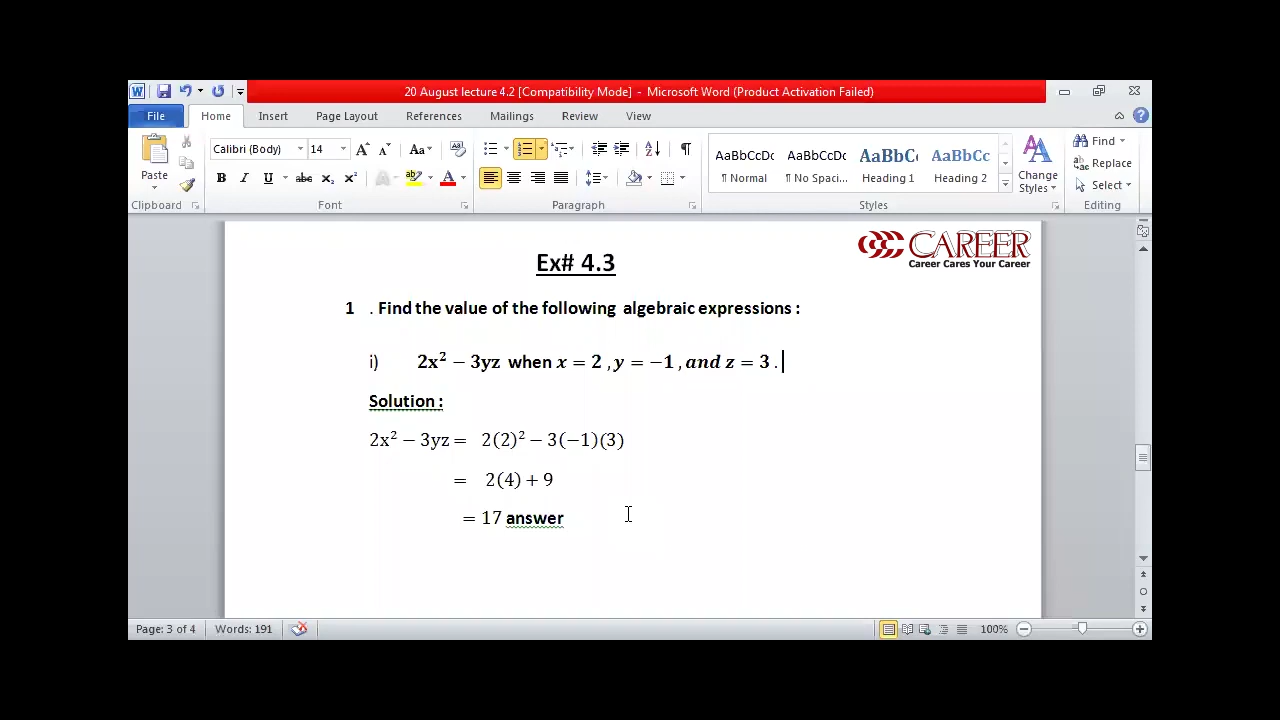 20 August lecture 4.2 [Compatibility Mode] - Microsoft Word (Product Activation Failed)
File Home Insert Page Layout References Mailings Review View
Paste
Calibri (Body) 14
Find
Replace
Select
AaBbCcDc AaBbCcDc AaBbCc AaBbCc
¶ Normal ¶ No Spaci... Heading 1 Heading 2
Change Styles
Clipboard Font Paragraph Styles Editing
CAREER
Career Cares Your Career
Ex# 4.3
1 . Find the value of the following algebraic expressions :
i) 2x² − 3yz when x = 2 , y = −1 , and z = 3 .
Solution :
2x² − 3yz = 2(2)² − 3(−1)(3)
= 2(4) + 9
= 17 answer
Page: 3 of 4 Words: 191 100%